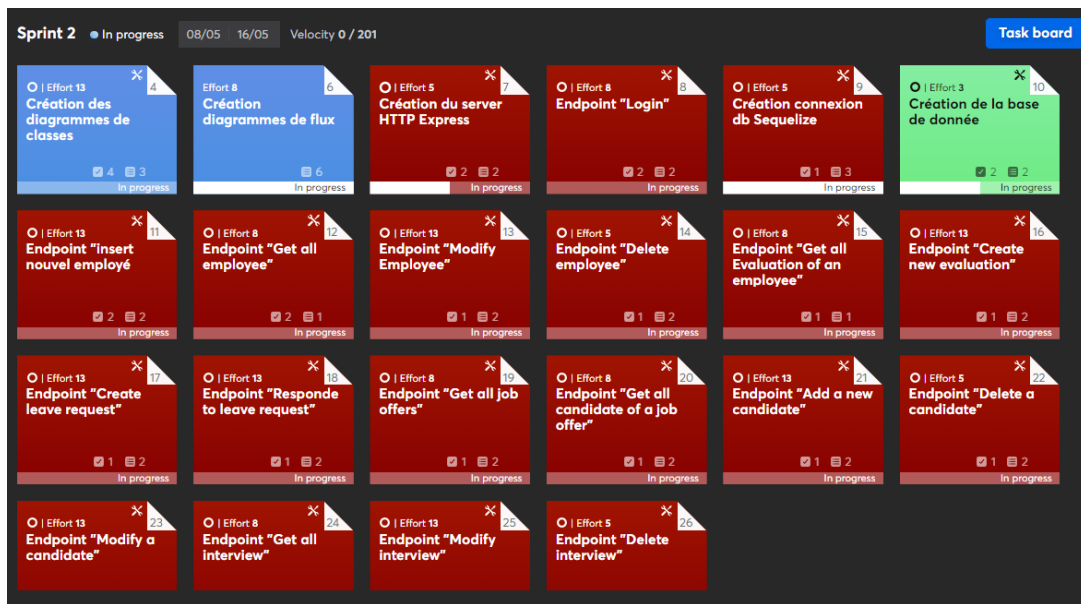 Sprint 2 In progress 08/05 16/05 Velocity 0 / 201 Task board
4
| Effort 13
Création des
diagrammes de
classes
4 3
In progress
6
Effort 8
Création
diagrammes de flux
6
In progress
7
| Effort 5
Création du server
HTTP Express
2 2
In progress
8
| Effort 8
Endpoint "Login"
2 2
In progress
9
| Effort 5
Création connexion
db Sequelize
1 3
In progress
10
| Effort 3
Création de la base
de donnée
2 2
In progress
11
| Effort 13
Endpoint "insert
nouvel employé
2 2
In progress
12
| Effort 8
Endpoint "Get all
employee"
2 1
In progress
13
| Effort 13
Endpoint "Modify
Employee"
1 2
In progress
14
| Effort 5
Endpoint "Delete
employee"
1 2
In progress
15
| Effort 8
Endpoint "Get all
Evaluation of an
employee"
1 1
In progress
16
| Effort 13
Endpoint "Create
new evaluation"
1 2
In progress
17
| Effort 13
Endpoint "Create
leave request"
1 2
In progress
18
| Effort 13
Endpoint "Responde
to leave request"
1 2
In progress
19
| Effort 8
Endpoint "Get all job
offers"
1 2
In progress
20
| Effort 8
Endpoint "Get all
candidate of a job
offer"
1 2
In progress
21
| Effort 13
Endpoint "Add a new
candidate"
1 2
In progress
22
| Effort 5
Endpoint "Delete a
candidate"
1 2
In progress
23
| Effort 13
Endpoint "Modify a
candidate"
24
| Effort 8
Endpoint "Get all
interview"
25
| Effort 13
Endpoint "Modify
interview"
26
| Effort 5
Endpoint "Delete
interview"